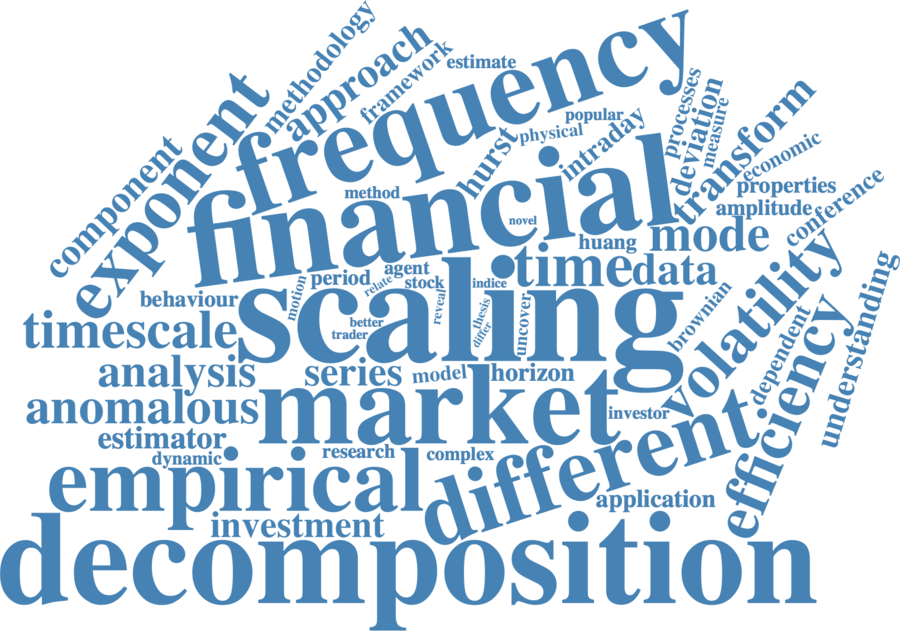 methodology
approach
framework
estimate
frequency
component
exponent
popular
physical
hurst
intraday
processes
deviation
measure
transform
economic
properties
amplitude
conference
financial
method
novel
huang
mode
time
data
agent
period
relate
stock
indice
motion
behaviour
scaling
reveal
thesis
differ
uncover
better
trader
timescale
brownian
volatility
dependent
efficiency
understanding
analysis
series
model
horizon
anomalous
market
investor
different
estimator
dynamic
research
complex
empirical
application
investment
decomposition